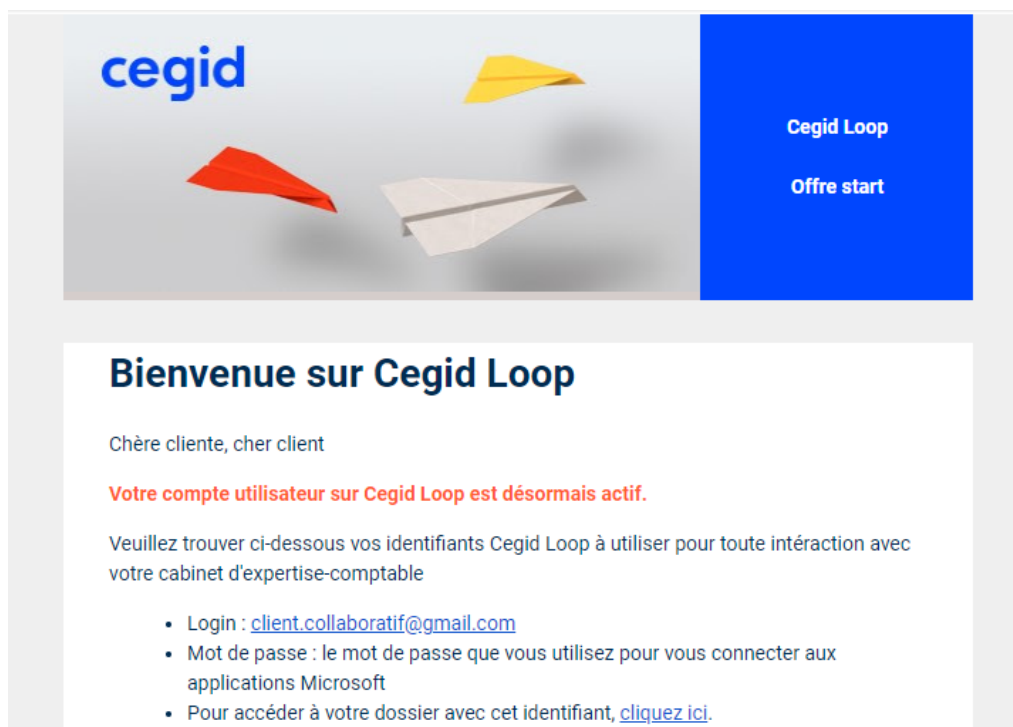 cegid
Cegid Loop
Offre start
Bienvenue sur Cegid Loop
Chère cliente, cher client
Votre compte utilisateur sur Cegid Loop est désormais actif.
Veuillez trouver ci-dessous vos identifiants Cegid Loop à utiliser pour toute intéraction avec
votre cabinet d'expertise-comptable
Login : client.collaboratif@gmail.com
Mot de passe : le mot de passe que vous utilisez pour vous connecter aux
applications Microsoft
Pour accéder à votre dossier avec cet identifiant, cliquez ici.